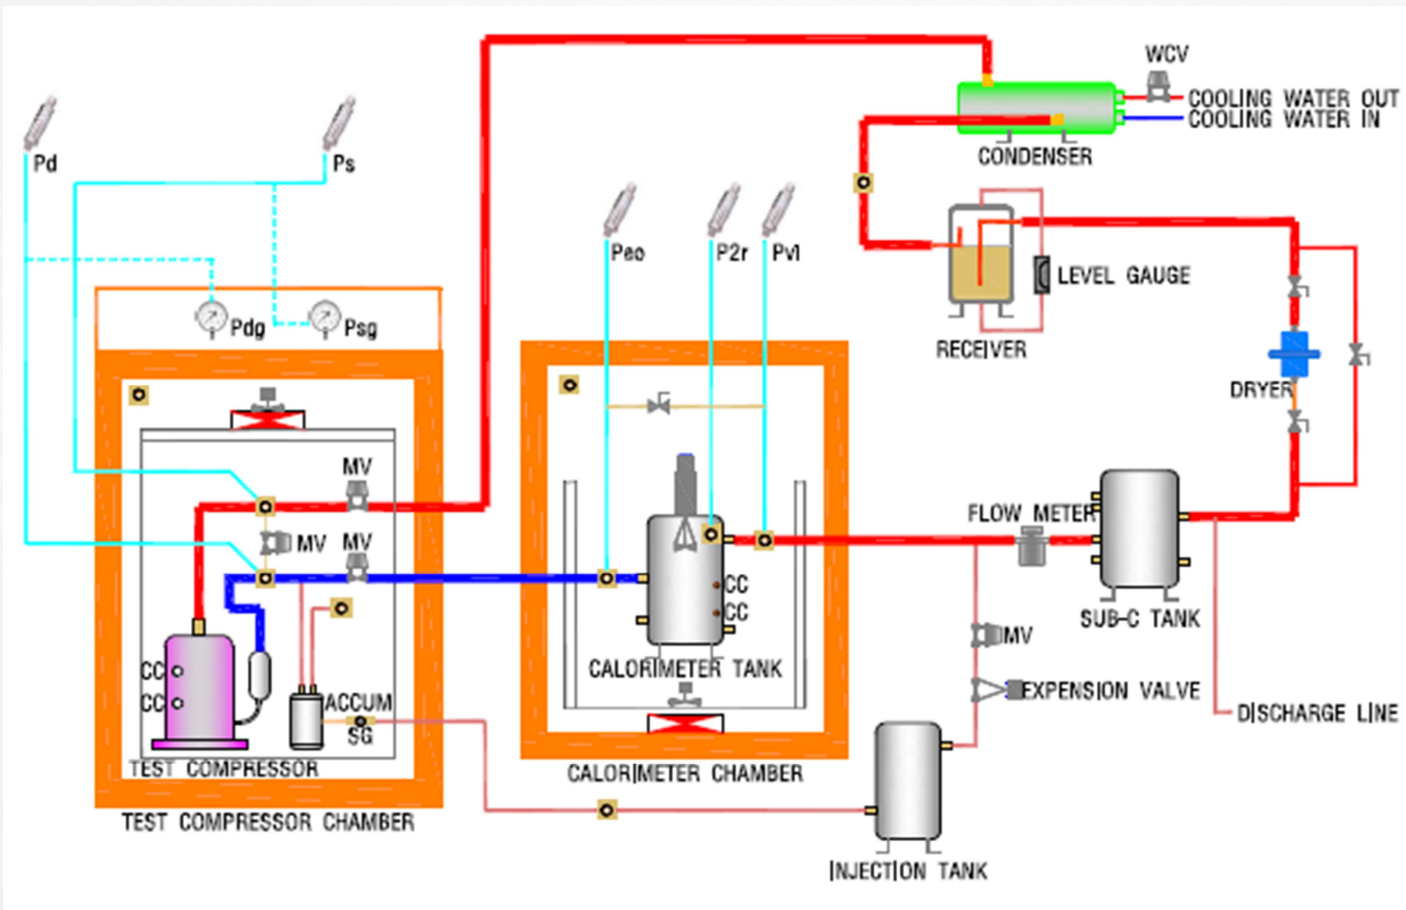 WCV
COOLING WATER OUT
COOLING WATER IN
CONDENSER
Pd
Ps
Peo
P2r
Pvl
LEVEL GAUGE
RECEIVER
Pdg
Psg
DRYER
MV
MV
MV
FLOW METER
SUB-C TANK
CC
CC
CALORIMETER TANK
MV
EXPENSION VALVE
DISCHARGE LINE
CC
CC
ACCUM
SG
TEST COMPRESSOR
CALORIMETER CHAMBER
TEST COMPRESSOR CHAMBER
INJECTION TANK